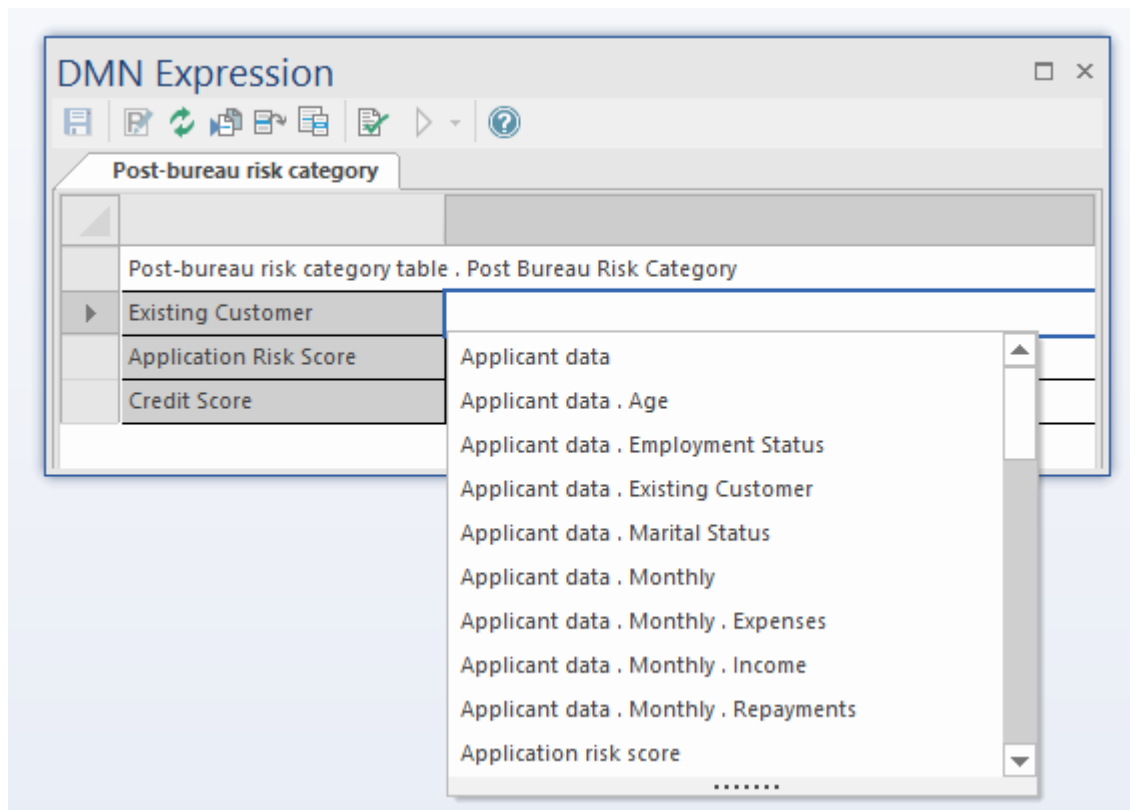 DMN Expression
Post-bureau risk category
Post-bureau risk category table . Post Bureau Risk Category
Existing Customer
Application Risk Score
Credit Score
Applicant data
Applicant data . Age
Applicant data . Employment Status
Applicant data . Existing Customer
Applicant data . Marital Status
Applicant data . Monthly
Applicant data . Monthly . Expenses
Applicant data . Monthly . Income
Applicant data . Monthly . Repayments
Application risk score